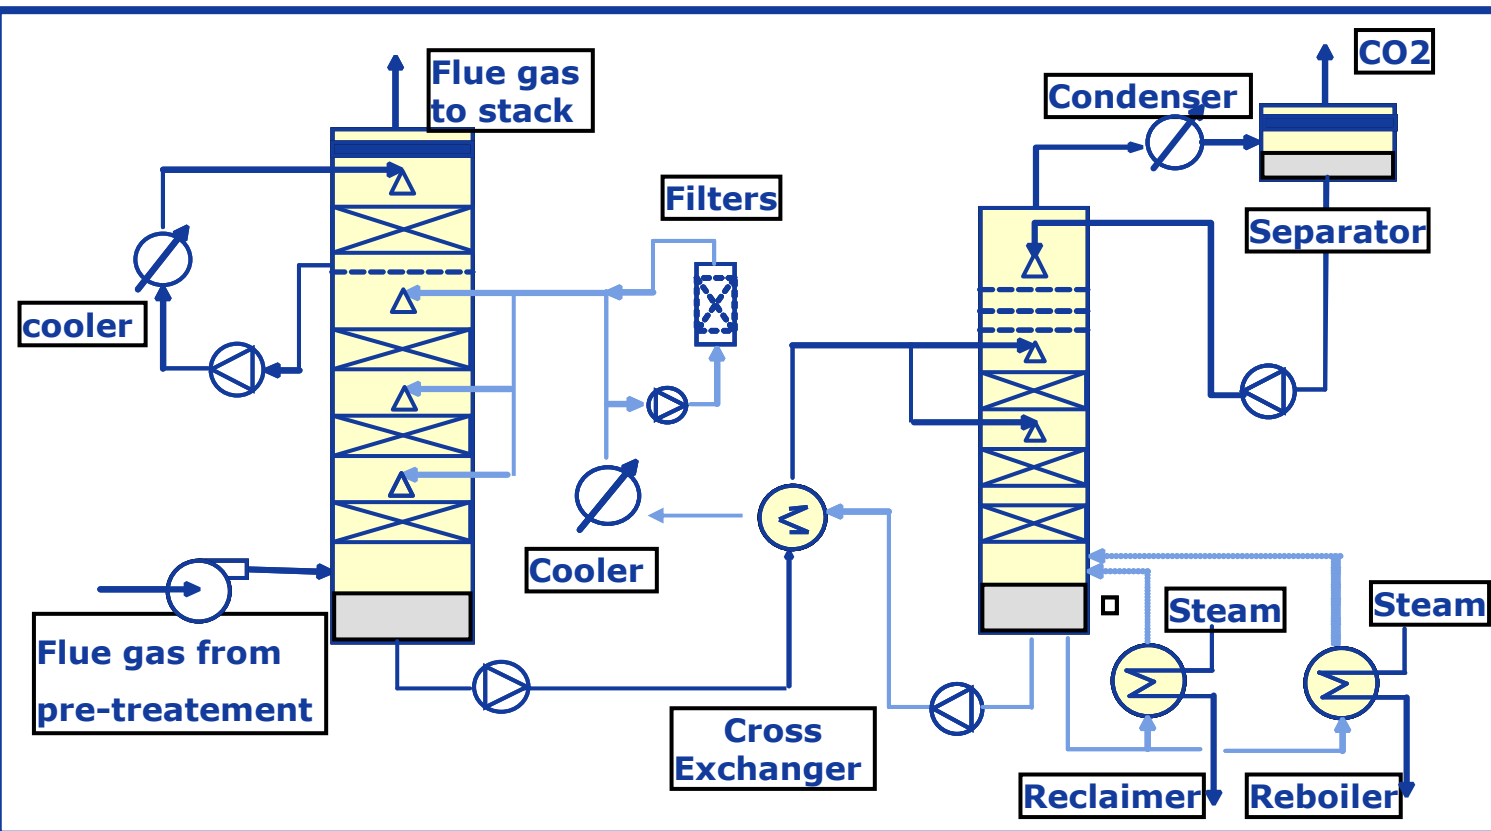 Flue gas
to stack
CO2
Condenser
Filters
Separator
cooler
Cooler
Steam
Steam
Flue gas from
pre-treatement
Cross
Exchanger
Reclaimer
Reboiler